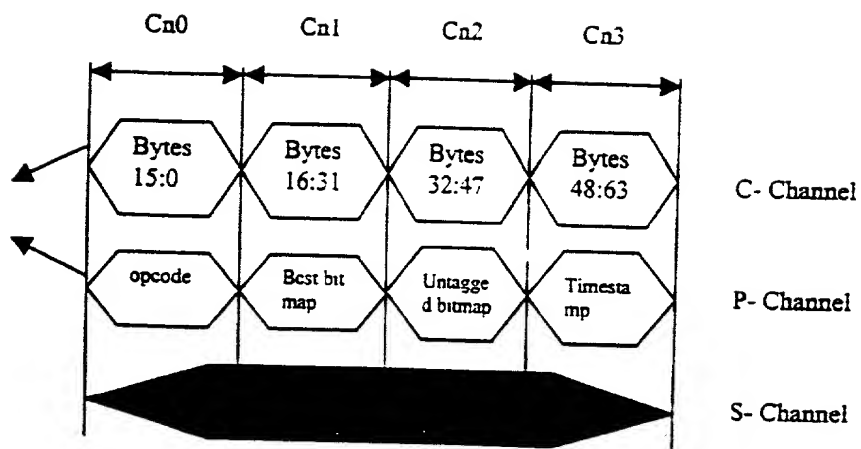 Cn0 Cn1 Cn2 Cn3
Bytes Bytes Bytes Bytes
15:0 16:31 32:47 48:63
C- Channel
opcode Best bit Untagge Timesta
map d bitmap mp
P- Channel
S- Channel